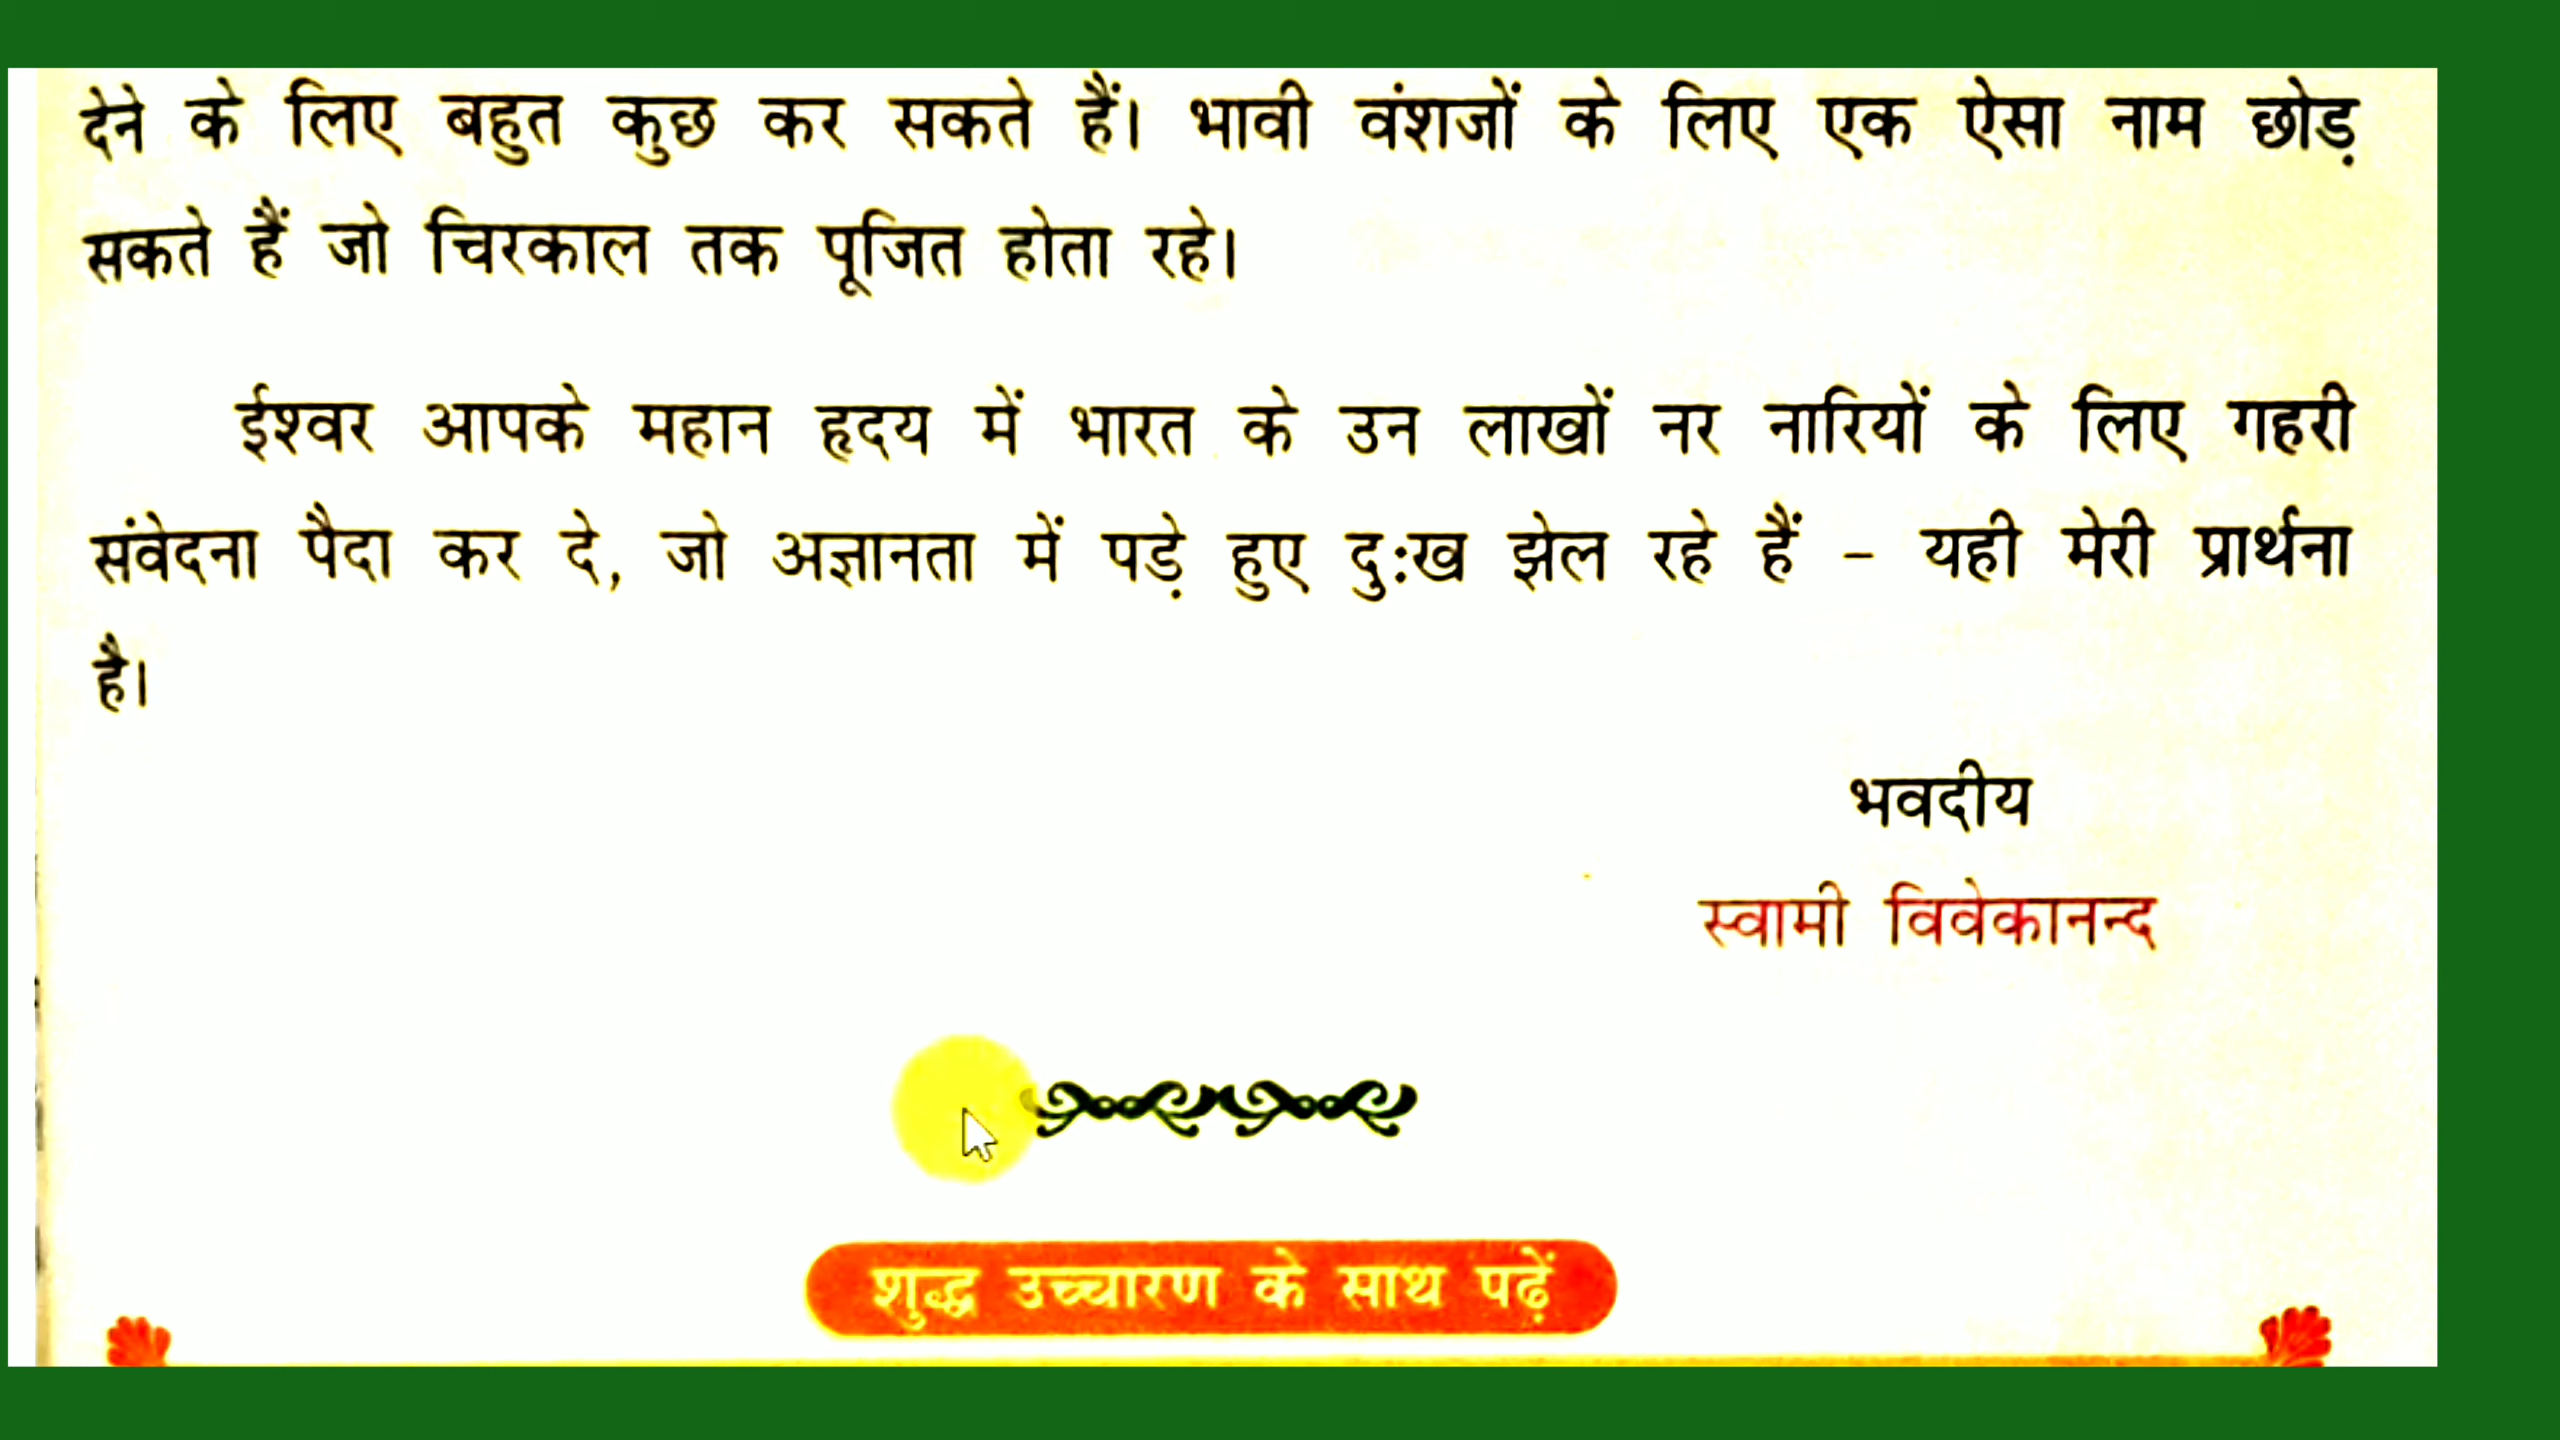 देने के लिए बहुत कुछ कर सकते हैं। भावी वंशजों के लिए एक ऐसा नाम छोड़
सकते हैं जो चिरकाल तक पूजित होता रहे।
ईश्वर आपके महान हृदय में भारत के उन लाखों नर नारियों के लिए गहरी
संवेदना पैदा कर दे, जो अज्ञानता में पड़े हुए दुःख झेल रहे हैं – यही मेरी प्रार्थना
है।
भवदीय
स्वामी विवेकानन्द
शुद्ध उच्चारण के साथ पढ़ें